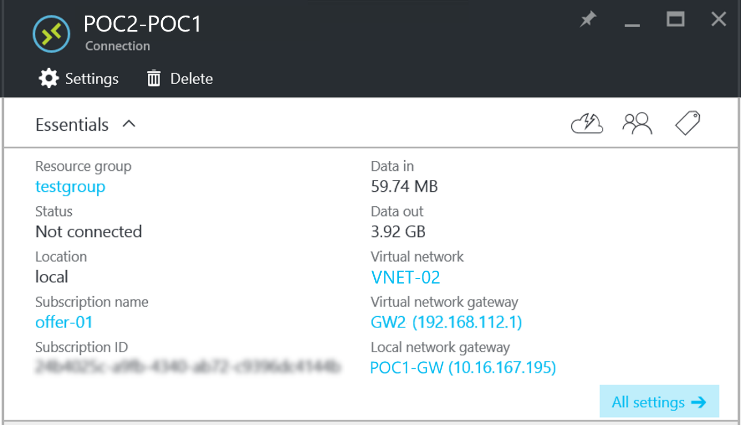 POC2-POC1
Connection
Settings
Delete
Essentials
Resource group
testgroup
Status
Not connected
Location
local
Subscription name
offer-01
Subscription ID
Data in
59.74 MB
Data out
3.92 GB
Virtual network
VNET-02
Virtual network gateway
GW2 (192.168.112.1)
Local network gateway
POC1-GW (10.16.167.195)
All settings